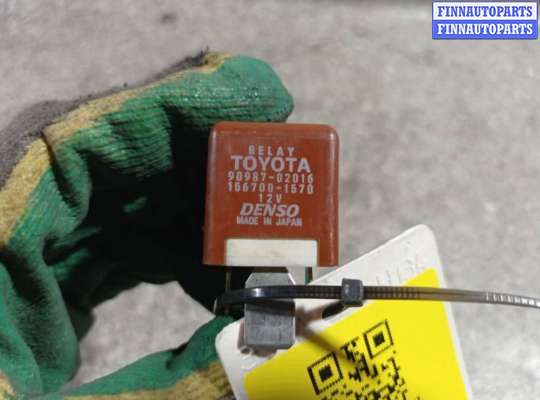 FINNAUTOPARTS
FINNAUTOPARTS
RELAY
TOYOTA
90987-02016
156700-1570
12V
DENSO
MADE IN JAPAN